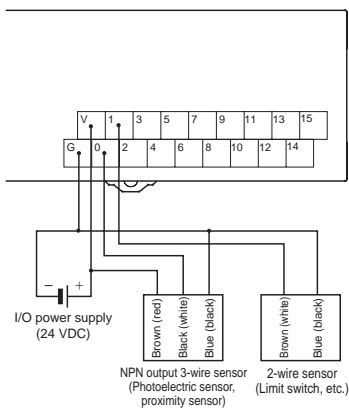 V 1 3 5 7 9 11 13 15
G 0 2 4 6 8 10 12 14
− +
I/O power supply
(24 VDC)
Brown (red)
Black (white)
Blue (black)
NPN output 3-wire sensor
(Photoelectric sensor,
proximity sensor)
Brown (white)
Blue (black)
2-wire sensor
(Limit switch, etc.)